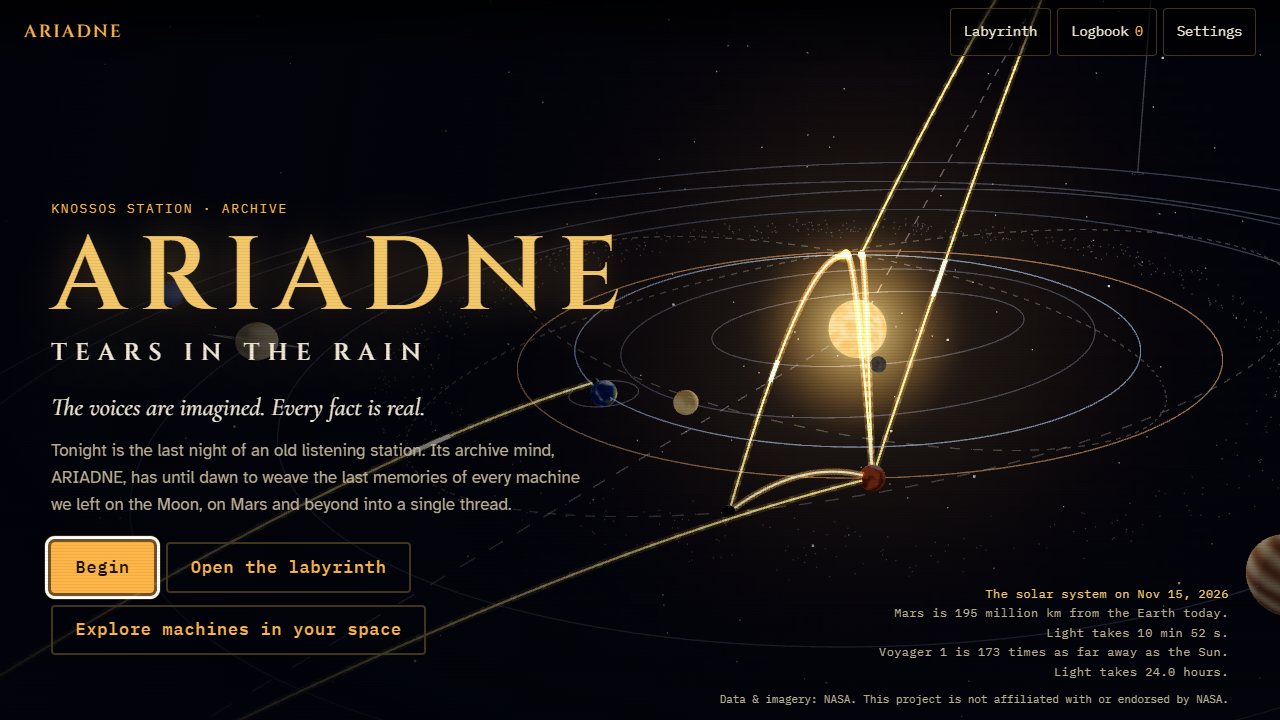 ARIADNE
Labyrinth
Logbook 0
Settings
KNOSSOS STATION · ARCHIVE
ARIADNE
TEARS IN THE RAIN
The voices are imagined. Every fact is real.
Tonight is the last night of an old listening station. Its archive mind,
ARIADNE, has until dawn to weave the last memories of every machine
we left on the Moon, on Mars and beyond into a single thread.
Begin
Open the labyrinth
Explore machines in your space
The solar system on Nov 15, 2026
Mars is 195 million km from the Earth today.
Light takes 10 min 52 s.
Voyager 1 is 173 times as far away as the Sun.
Light takes 24.0 hours.
Data & imagery: NASA. This project is not affiliated with or endorsed by NASA.